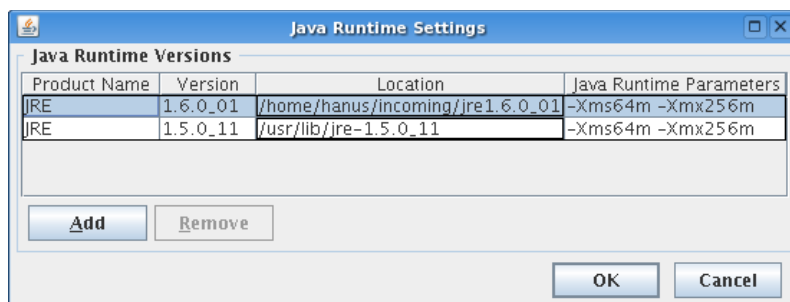 Java Runtime Settings
Java Runtime Versions
Product Name Version Location Java Runtime Parameters
JRE 1.6.0_01 /home/hanus/incoming/jre1.6.0_01 -Xms64m -Xmx256m
JRE 1.5.0_11 /usr/lib/jre-1.5.0_11 -Xms64m -Xmx256m
Add Remove
OK Cancel